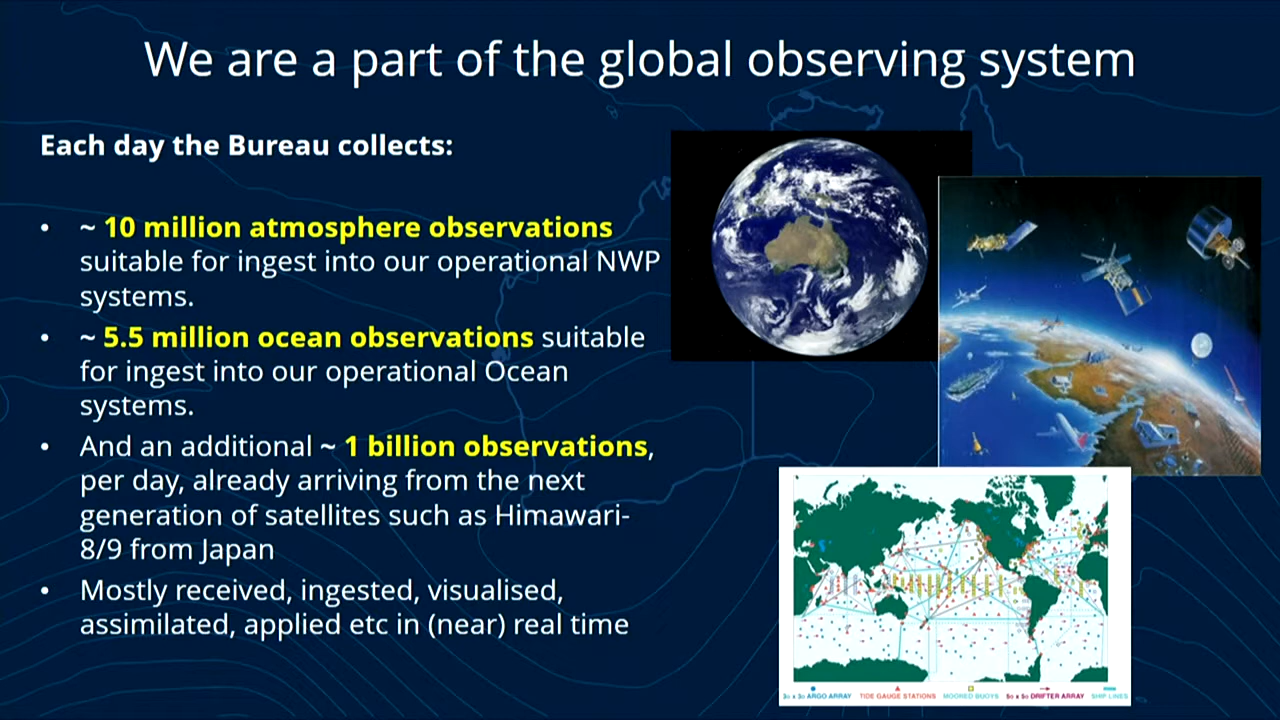 We are a part of the global observing system
Each day the Bureau collects:
• ~ 10 million atmosphere observations
suitable for ingest into our operational NWP
systems.
• ~ 5.5 million ocean observations suitable
for ingest into our operational Ocean
systems.
• And an additional ~ 1 billion observations,
per day, already arriving from the next
generation of satellites such as Himawari-
8/9 from Japan
• Mostly received, ingested, visualised,
assimilated, applied etc in (near) real time
3o x 3o ARGO ARRAY TIDE GAUGE STATIONS MOORED BUOYS 5o x 5o DRIFTER ARRAY SHIP LINES